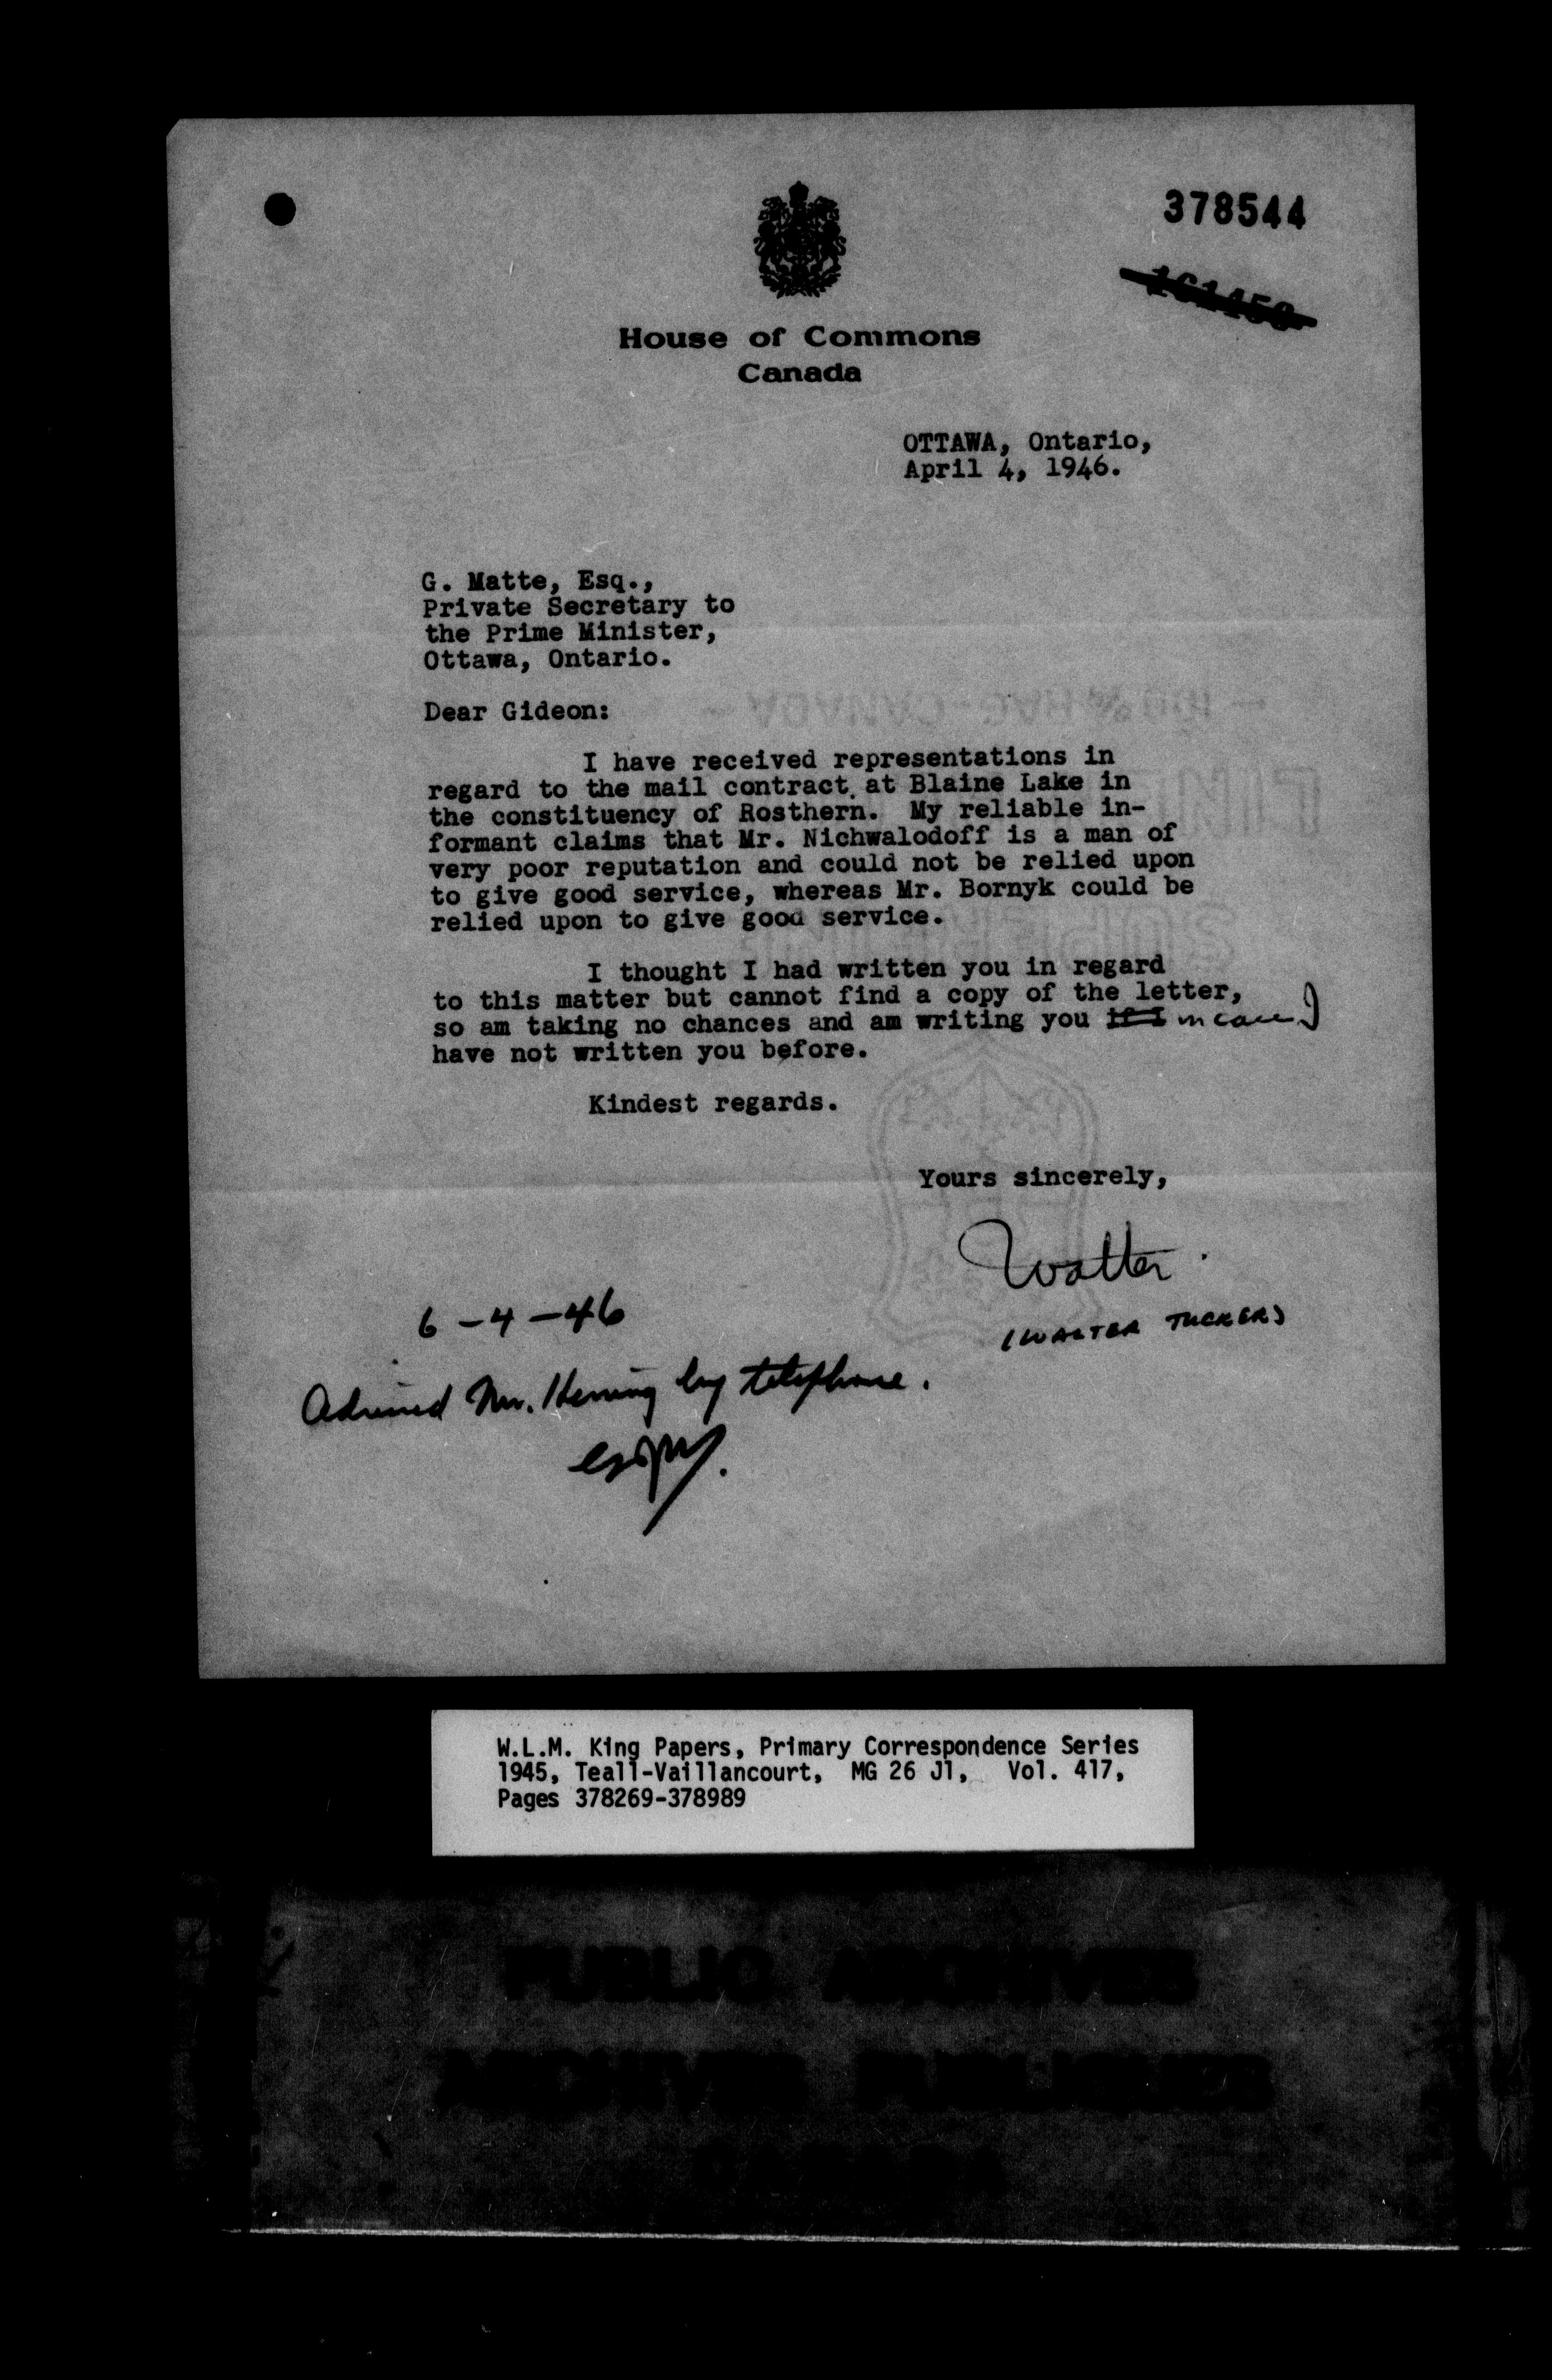 378544
House of Commons
Canada
OTTAWA, Ontario,
April 4, 1946.
G. Matte, Esq.,
Private Secretary to
the Prime Minister,
Ottawa, Ontario.
Dear Gideon:
I have received representations in
regard to the mail contract at Blaine Lake in
the constituency of Rosthern. My reliable in-
formant claims that Mr. Nichwalodoff is a man of
very poor reputation and could not be relied upon
to give good service, whereas Mr. Bornyk could be
relied upon to give good service.
I thought I had written you in regard
to this matter but cannot find a copy of the letter,
so am taking no chances and am writing you if I in case I
have not written you before.
Kindest regards.
Yours sincerely,
Walter
(WALTER TUCKER)
6-4-46
Advised Mr. by telephone.
W.L.M. King Papers, Primary Correspondence Series
1945, Teall-Vaillancourt, MG 26 J1, Vol. 417,
Pages 378269-378989
PUBLIC ARCHIVES
ARCHIVES PUBLIQUES
CANADA